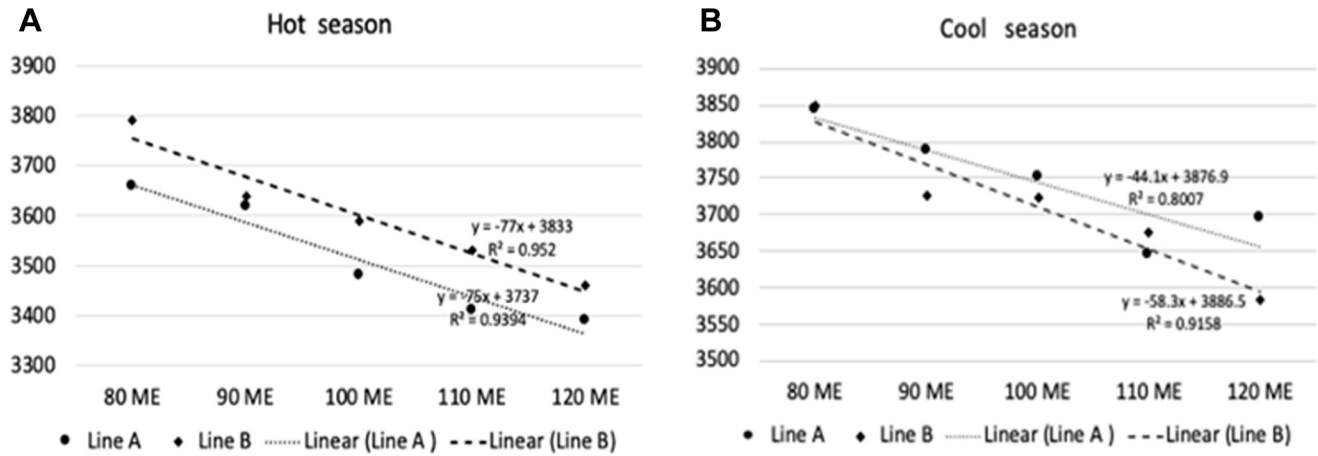 A
Hot season
3900
3800
3700
3600
3500
3400
3300
y = -77x + 3833
R² = 0.952
y = -75x + 3737
R² = 0.9394
80 ME 90 ME 100 ME 110 ME 120 ME
Line A Line B Linear (Line A ) Linear (Line B)
B
Cool season
3900
3850
3800
3750
3700
3650
3600
3550
3500
y = -44.1x + 3876.9
R² = 0.8007
y = -58.3x + 3886.5
R² = 0.9158
80 ME 90 ME 100 ME 110 ME 120 ME
Line A Line B Linear (Line A ) Linear (Line B)